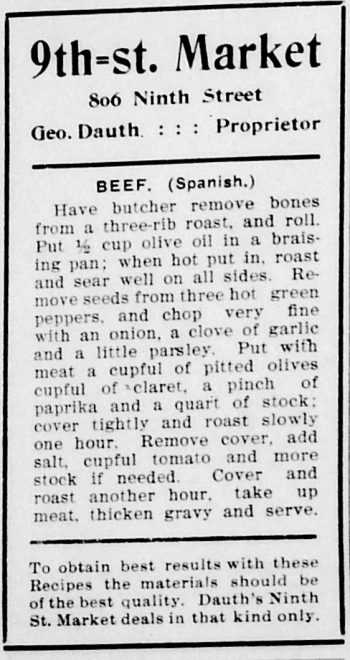 9th=st. Market
806 Ninth Street
Geo. Dauth. : : : Proprietor
BEEF. (Spanish.)
Have butcher remove bones
from a three-rib roast, and roll.
Put ½ cup olive oil in a brais-
ing pan; when hot put in, roast
and sear well on all sides. Re-
move seeds from three hot green
peppers, and chop very fine
with an onion, a clove of garlic
and a little parsley. Put with
meat a cupful of pitted olives
cupful of claret, a pinch of
paprika and a quart of stock;
cover tightly and roast slowly
one hour. Remove cover, add
salt, cupful tomato and more
stock if needed. Cover and
roast another hour, take up
meat, thicken gravy and serve.
To obtain best results with these
Recipes the materials should be
of the best quality. Dauth's Ninth
St. Market deals in that kind only.